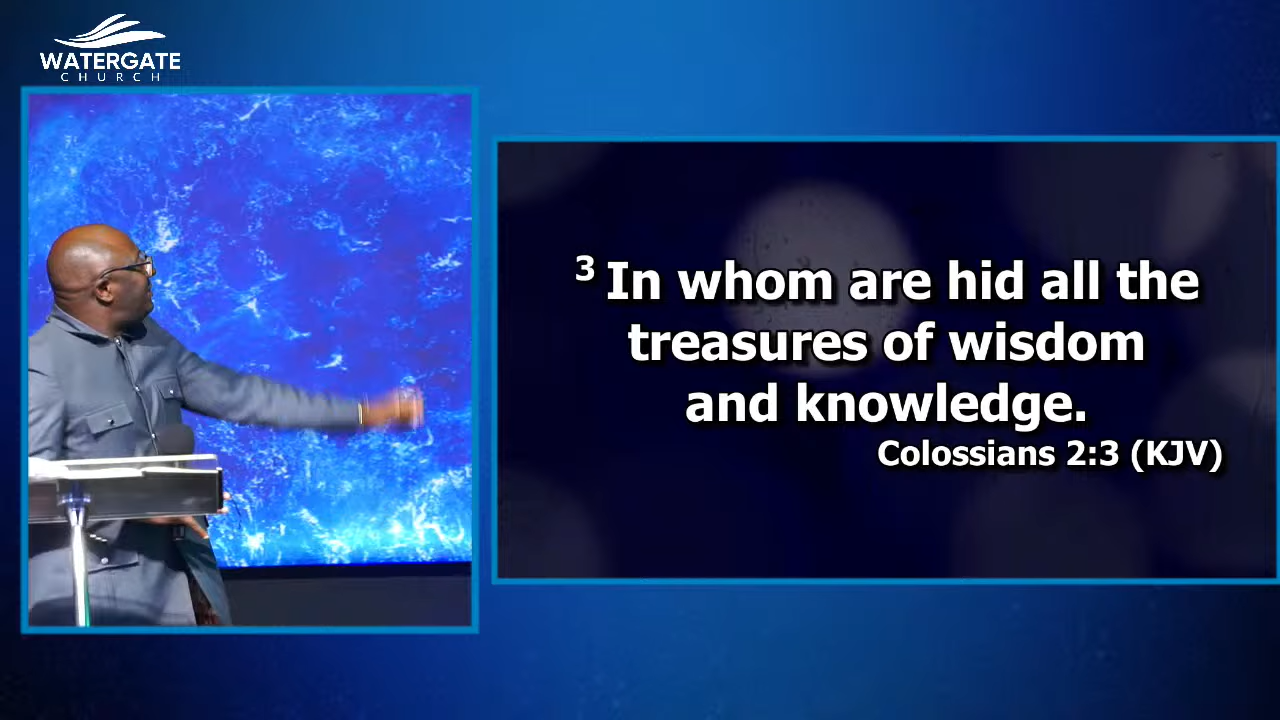 WATERGATE
CHURCH
3 In whom are hid all the
treasures of wisdom
and knowledge.
Colossians 2:3 (KJV)